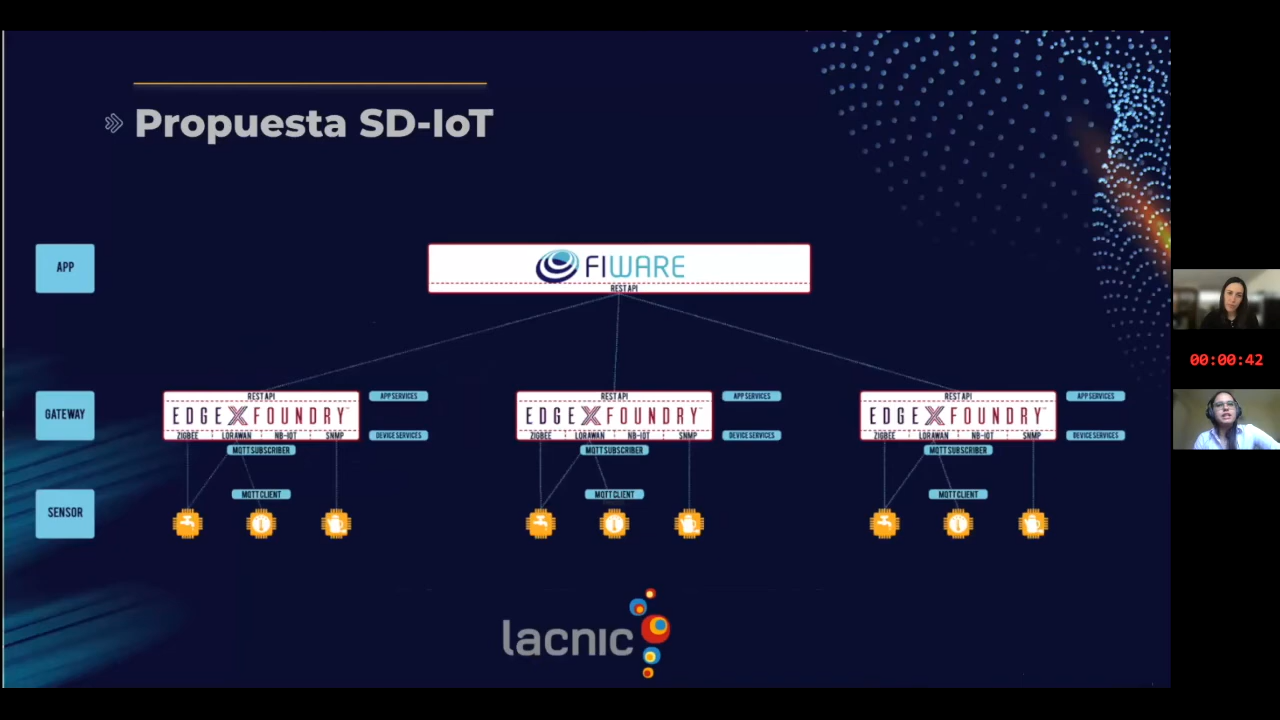 Propuesta SD-IoT
APP
FIWARE
REST API
GATEWAY
REST API
EDGE X FOUNDRY™
ZIGBEE LORAWAN NB-IOT SNMP
MQTT SUBSCRIBER
APP SERVICES
DEVICE SERVICES
REST API
EDGE X FOUNDRY™
ZIGBEE LORAWAN NB-IOT SNMP
MQTT SUBSCRIBER
APP SERVICES
DEVICE SERVICES
REST API
EDGE X FOUNDRY™
ZIGBEE LORAWAN NB-IOT SNMP
MQTT SUBSCRIBER
APP SERVICES
DEVICE SERVICES
SENSOR
MQTT CLIENT
MQTT CLIENT
MQTT CLIENT
lacnic
00:00:42